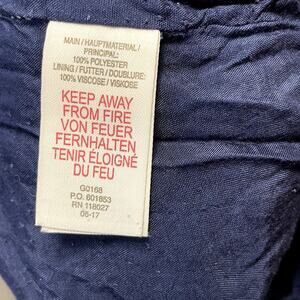 MAIN / HAUPTMATERIAL /
PRINCIPAL:
100% POLYESTER
LINING / FUTTER / DOUBLURE:
100% VISCOSE / VISKOSE
KEEP AWAY
FROM FIRE
VON FEUER
FERNHALTEN
TENIR ÉLOIGNÉ
DU FEU
G0168
P.O. 601853
RN 118027
05-17